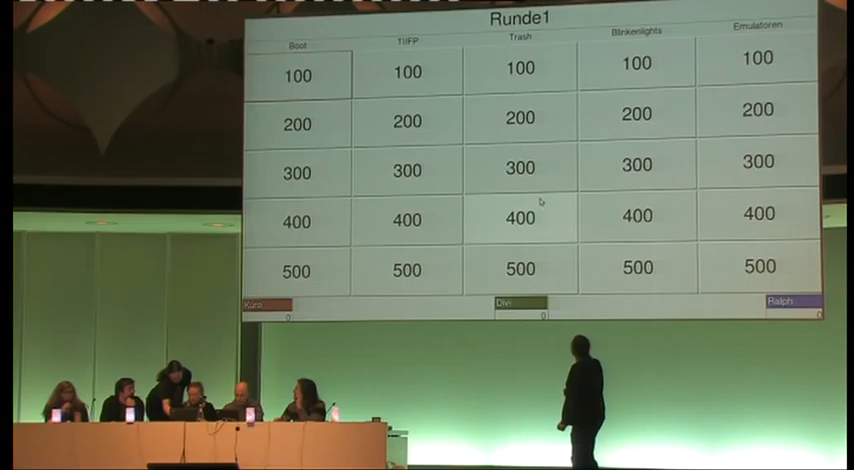 Runde1
Boot TIIFP Trash Blinkenlights Emulatoren
100 100 100 100 100
200 200 200 200 200
300 300 300 300 300
400 400 400 400 400
500 500 500 500 500
Kuro Divi Ralph
0 0 0